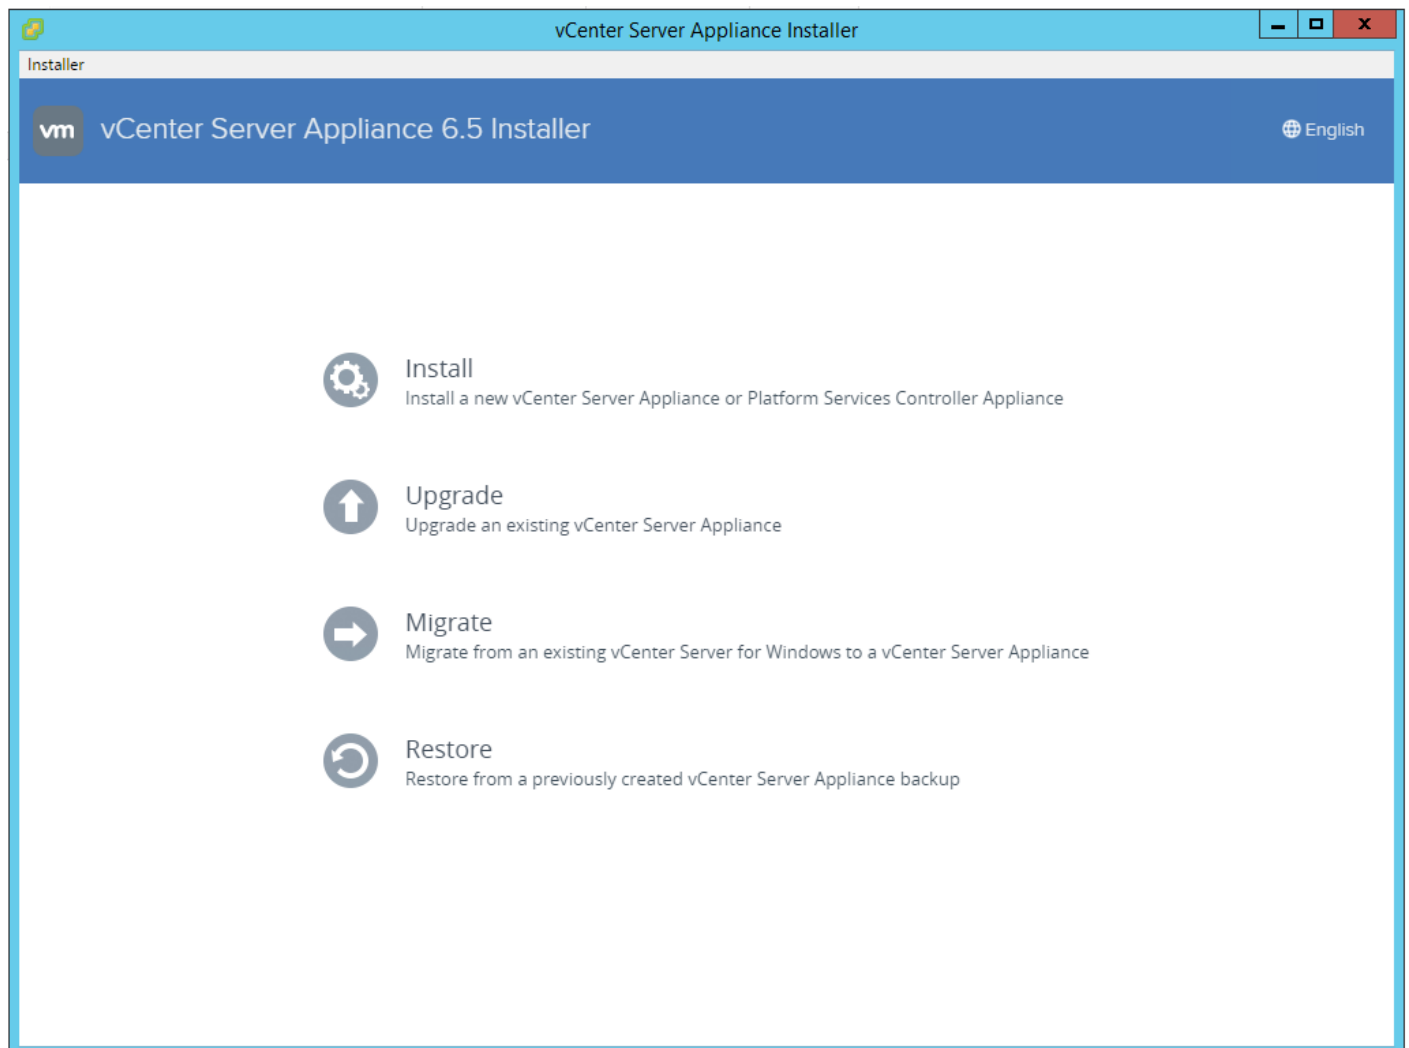 vCenter Server Appliance Installer
Installer
vm vCenter Server Appliance 6.5 Installer English
Install
Install a new vCenter Server Appliance or Platform Services Controller Appliance
Upgrade
Upgrade an existing vCenter Server Appliance
Migrate
Migrate from an existing vCenter Server for Windows to a vCenter Server Appliance
Restore
Restore from a previously created vCenter Server Appliance backup